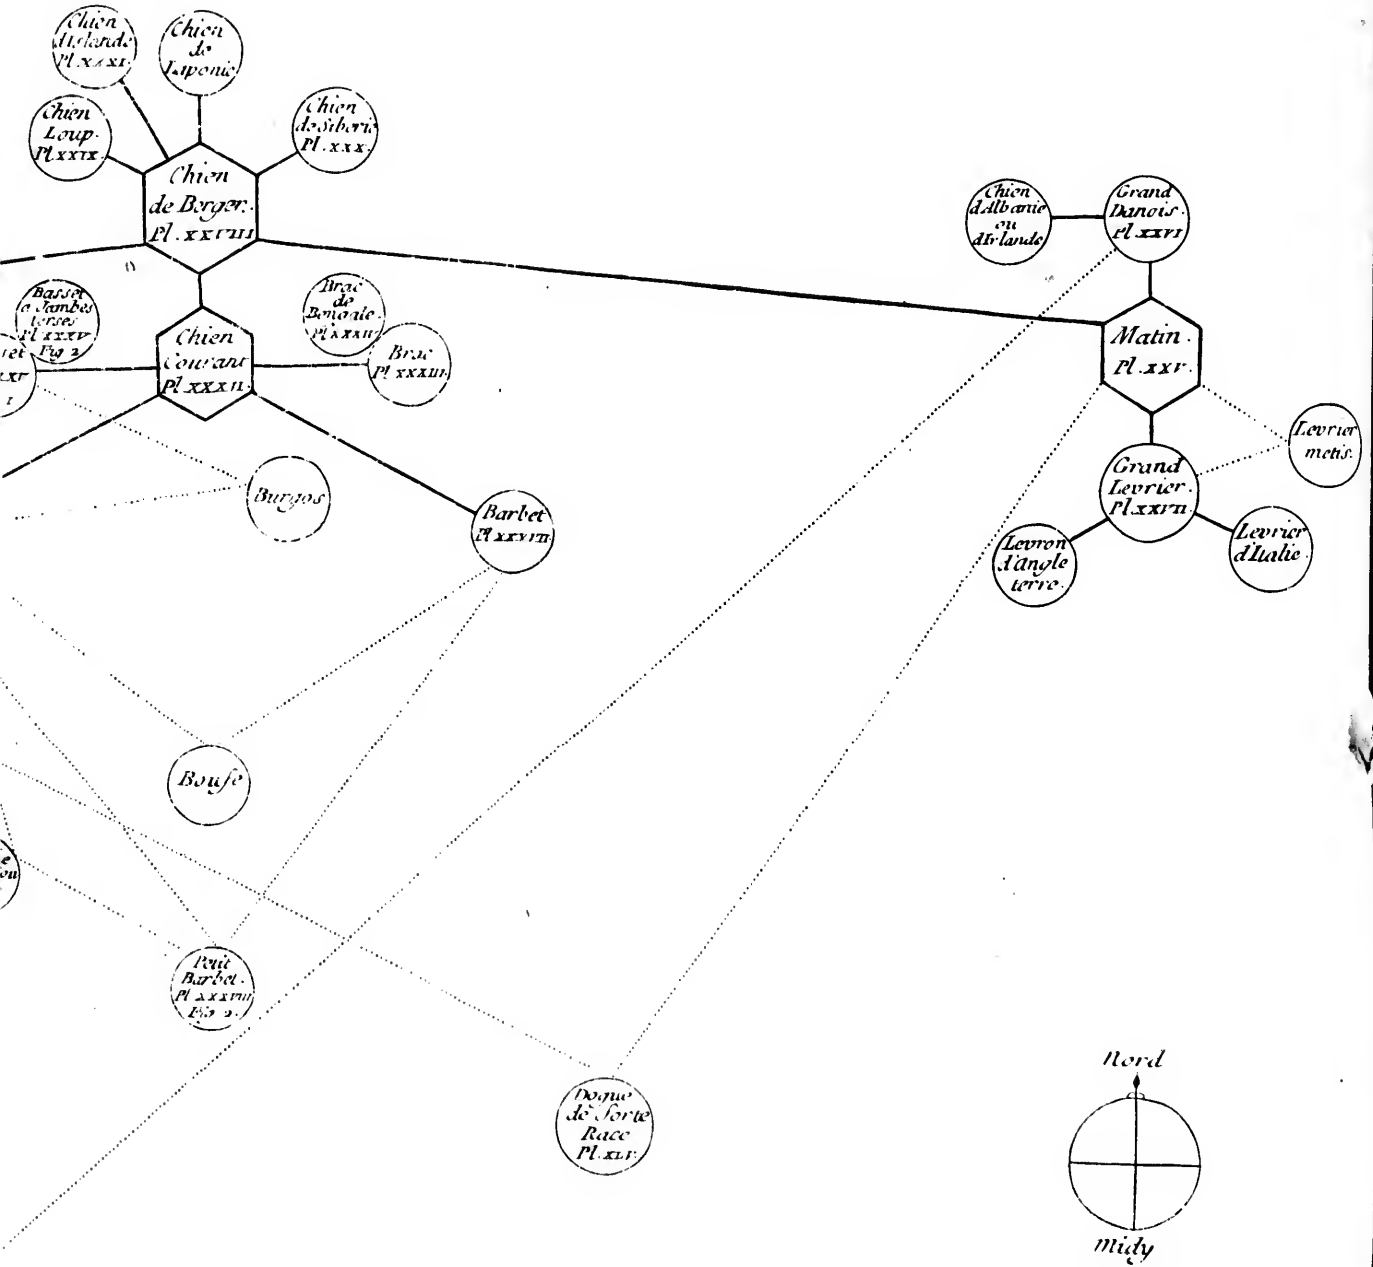 Chien
d'Islande
Pl. XXXI.
Chien
de
Laponie
Chien
Loup.
Pl. XXIX.
Chien
de Siberie
Pl. XXX.
Chien
de Berger.
Pl. XXVIII
Chien
d'Albanie
ou
d'Irlande
Grand
Danois.
Pl. XXVI
Basset
a Jambes
torses
Pl. XXXV
Fig 2
Brac
de
Bengale.
Pl. XXXIV
Chien
Courant
Pl. XXXII.
Brac
Pl. XXXIII.
Matin.
Pl. XXV.
Levrier
metis.
Grand
Levrier.
Pl. XXVII
Burgos
Barbet
Pl. XXXVII.
Levron
d'Angle
terre.
Levrier
d'Italie.
Boufe
Petit
Barbet.
Pl. XXXVIII
Fig. 2.
Dogue
de forte
Race
Pl. XLV.
Nord
Midy